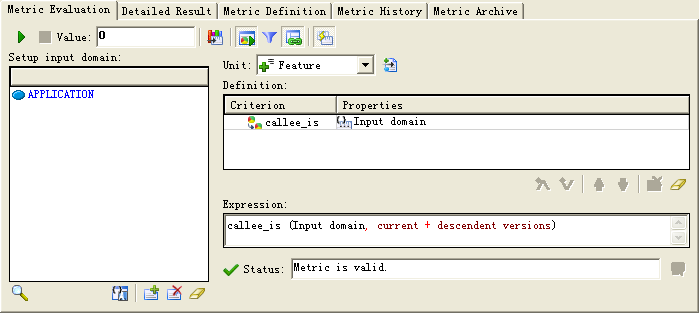 Metric Evaluation Detailed Result Metric Definition Metric History Metric Archive
Value: 0
Setup input domain:
APPLICATION
Unit: Feature
Definition:
Criterion Properties
callee_is Input domain
Expression:
callee_is (Input domain, current + descendent versions)
Status: Metric is valid.